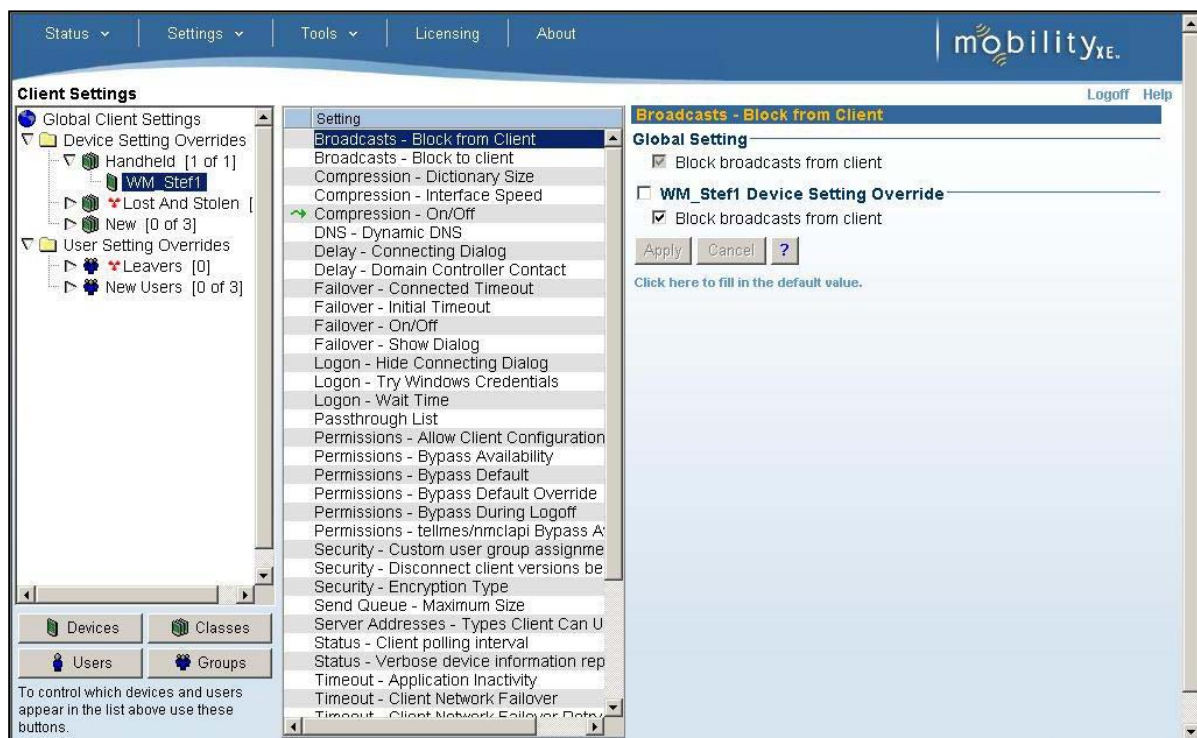 Status
Settings
Tools
Licensing
About
mobilityXE™
Client Settings
Logoff Help
Global Client Settings
Device Setting Overrides
Handheld [1 of 1]
WM_Stef1
Lost And Stolen [
New [0 of 3]
User Setting Overrides
Leavers [0]
New Users [0 of 3]
Devices
Classes
Users
Groups
To control which devices and users
appear in the list above use these
buttons.
Setting
Broadcasts - Block from Client
Broadcasts - Block to client
Compression - Dictionary Size
Compression - Interface Speed
Compression - On/Off
DNS - Dynamic DNS
Delay - Connecting Dialog
Delay - Domain Controller Contact
Failover - Connected Timeout
Failover - Initial Timeout
Failover - On/Off
Failover - Show Dialog
Logon - Hide Connecting Dialog
Logon - Try Windows Credentials
Logon - Wait Time
Passthrough List
Permissions - Allow Client Configuration
Permissions - Bypass Availability
Permissions - Bypass Default
Permissions - Bypass Default Override
Permissions - Bypass During Logoff
Permissions - tellmes/nmclapi Bypass A
Security - Custom user group assignme
Security - Disconnect client versions be
Security - Encryption Type
Send Queue - Maximum Size
Server Addresses - Types Client Can U
Status - Client polling interval
Status - Verbose device information rep
Timeout - Application Inactivity
Timeout - Client Network Failover
Timeout - Client Network Failover Retry
Broadcasts - Block from Client
Global Setting
Block broadcasts from client
WM_Stef1 Device Setting Override
Block broadcasts from client
Apply
Cancel
?
Click here to fill in the default value.